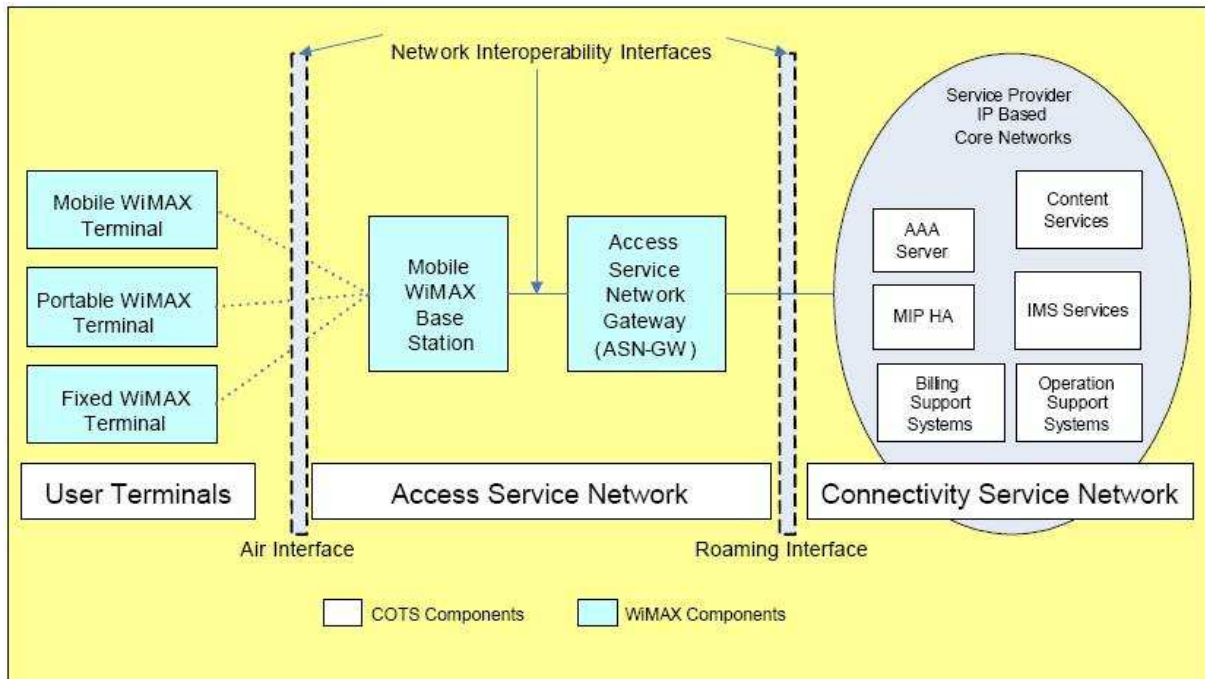 Network Interoperability Interfaces
Service Provider
IP Based
Core Networks
Mobile WiMAX
Terminal
Portable WiMAX
Terminal
Fixed WiMAX
Terminal
Mobile
WiMAX
Base
Station
Access
Service
Network
Gateway
(ASN-GW)
AAA
Server
Content
Services
MIP HA
IMS Services
Billing
Support
Systems
Operation
Support
Systems
User Terminals
Access Service Network
Connectivity Service Network
Air Interface
Roaming Interface
COTS Components
WiMAX Components